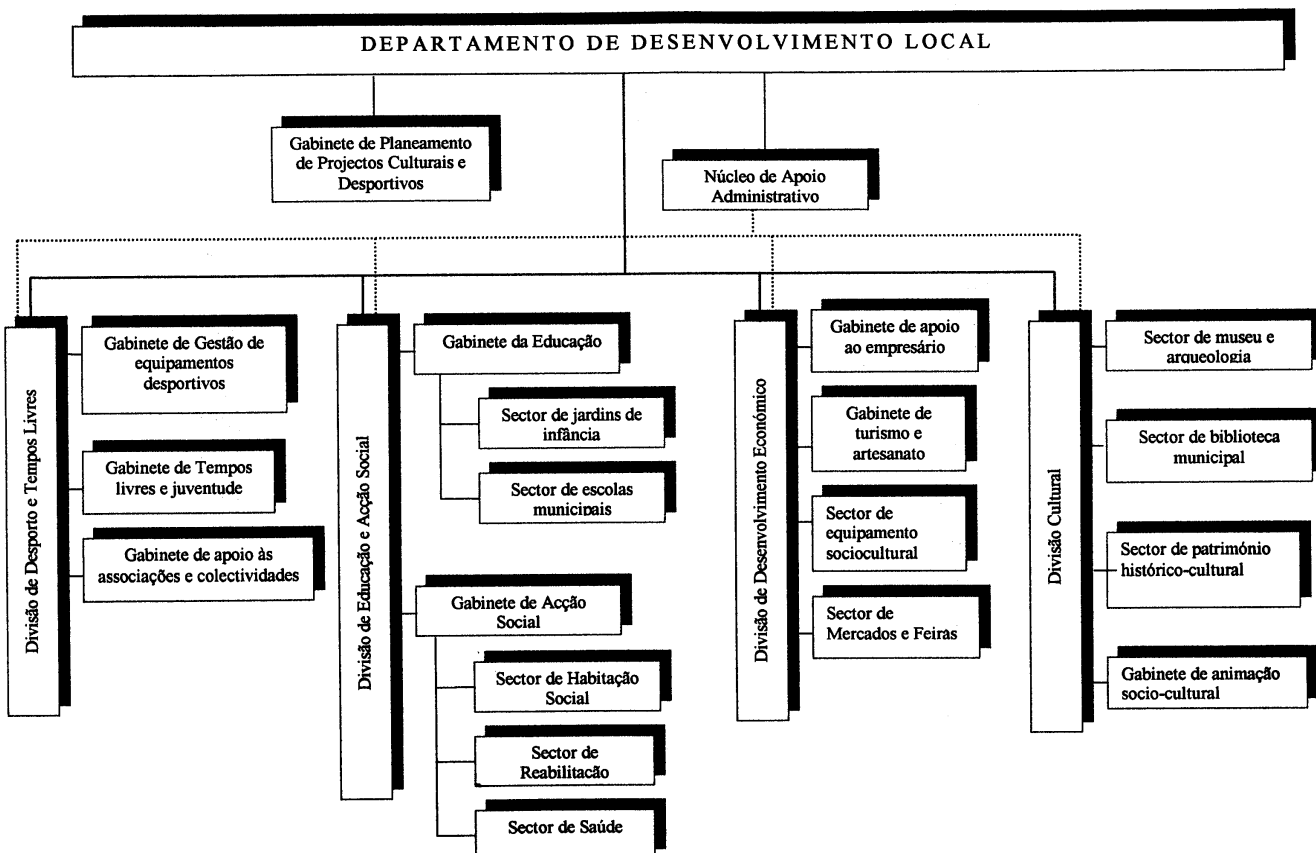 DEPARTAMENTO DE DESENVOLVIMENTO LOCAL
Gabinete de Planeamento
de Projectos Culturais e
Desportivos
Núcleo de Apoio
Administrativo
Divisão de Desporto e Tempos Livres
Gabinete de Gestão de
equipamentos
desportivos
Gabinete de Tempos
livres e juventude
Gabinete de apoio às
associações e colectividades
Divisão de Educação e Acção Social
Gabinete da Educação
Sector de jardins de
infância
Sector de escolas
municipais
Gabinete de Acção
Social
Sector de Habitação
Social
Sector de
Reabilitacão
Sector de Saúde
Divisão de Desenvolvimento Económico
Gabinete de apoio
ao empresário
Gabinete de
turismo e
artesanato
Sector de
equipamento
sociocultural
Sector de
Mercados e Feiras
Divisão Cultural
Sector de museu e
arqueologia
Sector de biblioteca
municipal
Sector de património
histórico-cultural
Gabinete de animação
socio-cultural